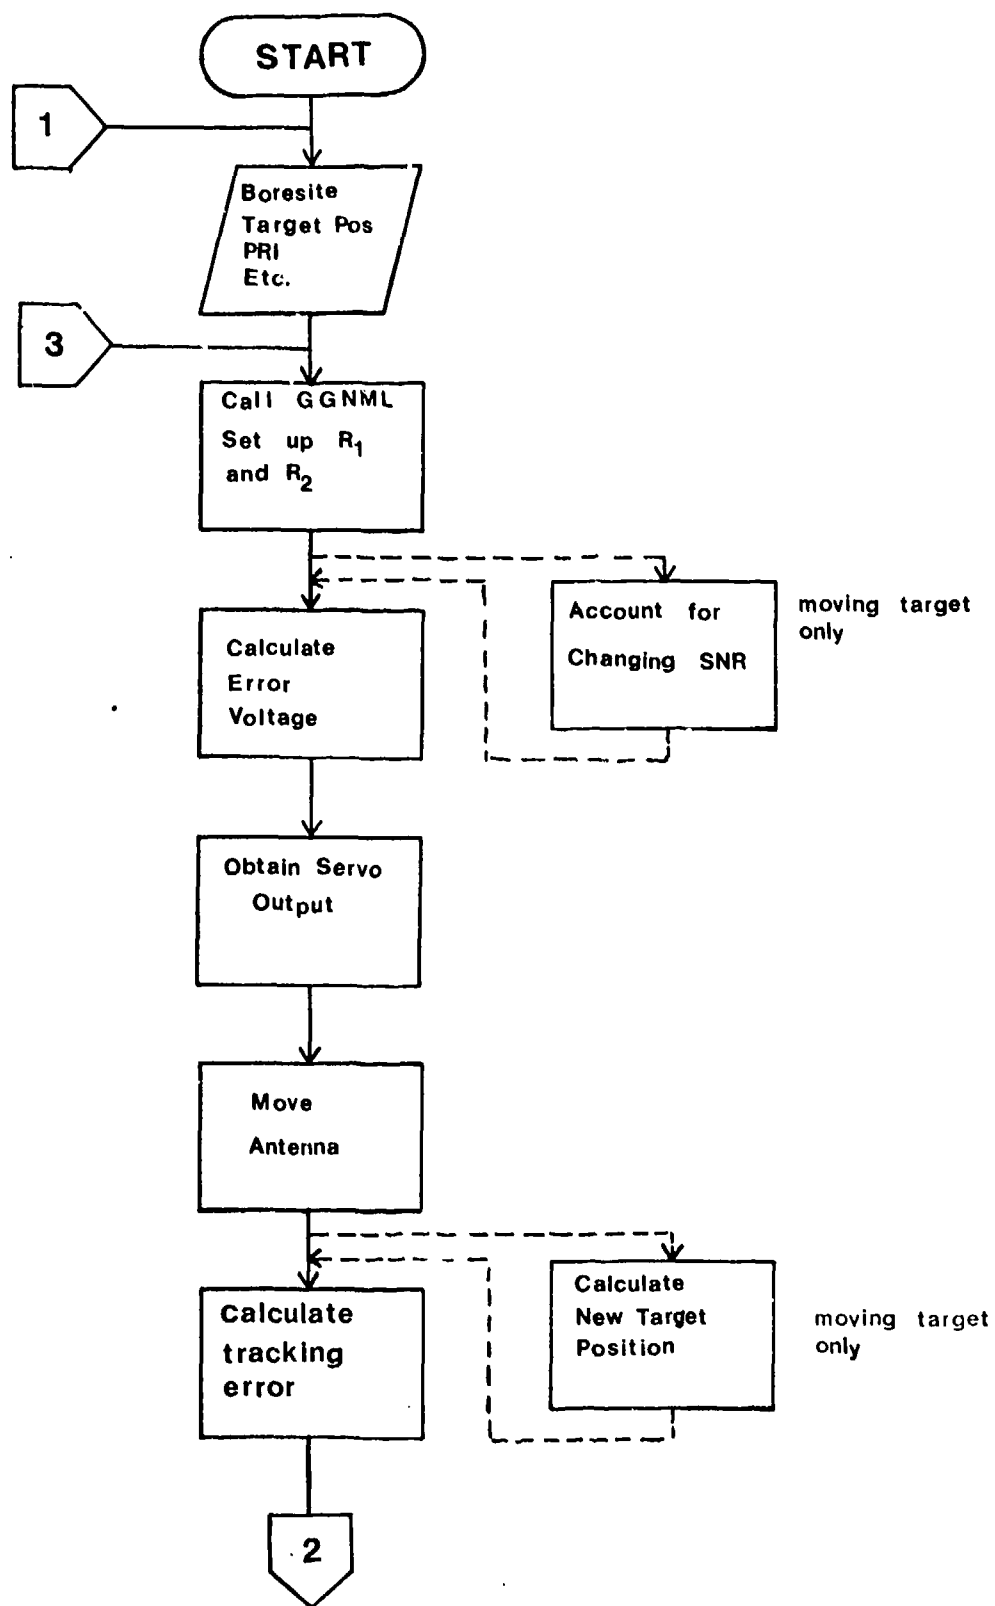 START
1
Boresite
Target Pos
PRI
Etc.
3
Call GGNML
Set up R₁
and R₂
Account for
Changing SNR
moving target
only
Calculate
Error
Voltage
Obtain Servo
Output
Move
Antenna
Calculate
tracking
error
Calculate
New Target
Position
moving target
only
2